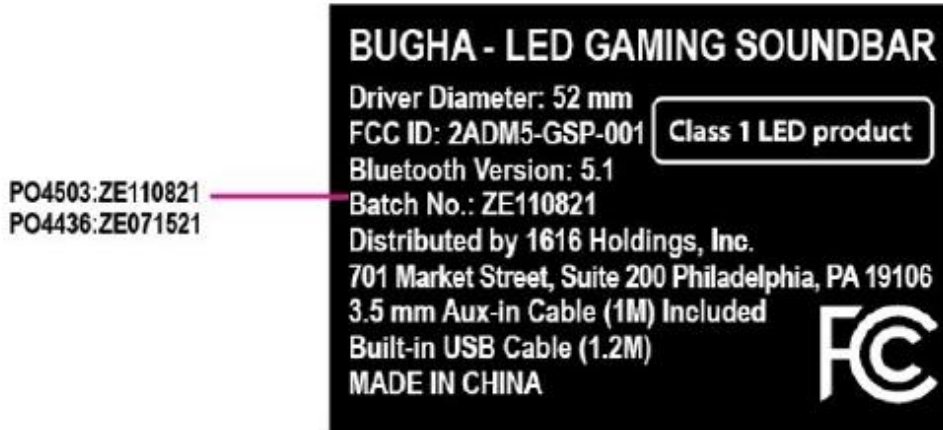 BUGHA - LED GAMING SOUNDBAR
Driver Diameter: 52 mm
FCC ID: 2ADM5-GSP-001
Class 1 LED product
Bluetooth Version: 5.1
PO4503:ZE110821
PO4436:ZE071521
Batch No.: ZE110821
Distributed by 1616 Holdings, Inc.
701 Market Street, Suite 200 Philadelphia, PA 19106
3.5 mm Aux-in Cable (1M) Included
Built-in USB Cable (1.2M)
MADE IN CHINA
FC